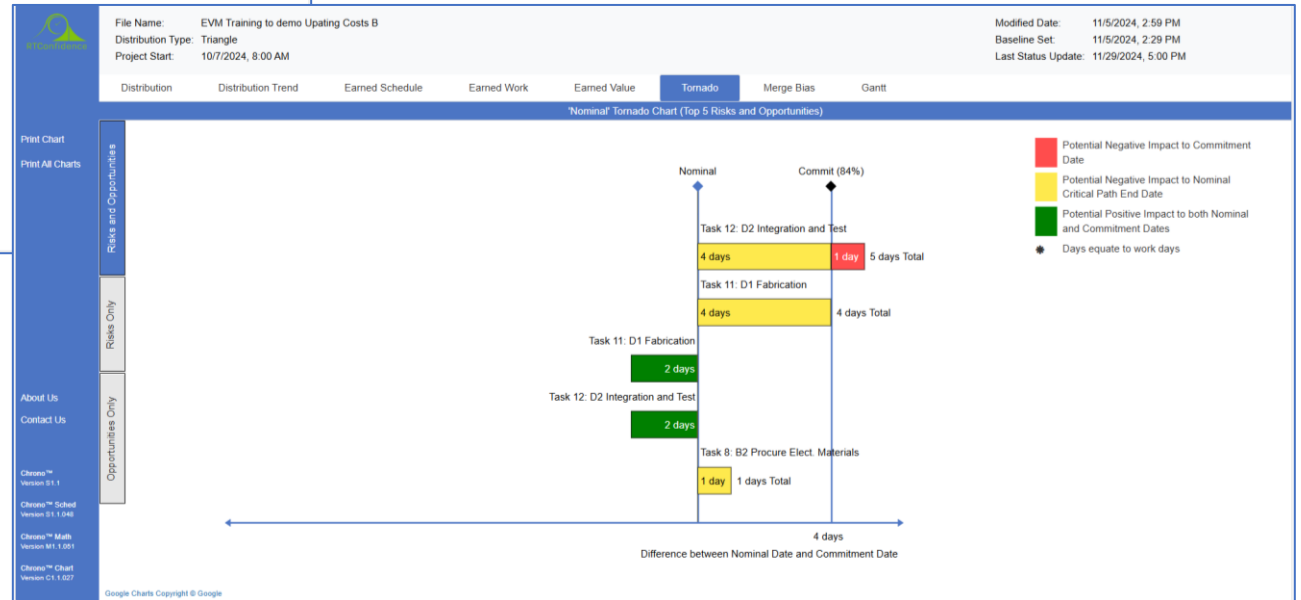 RTConfidence
File Name: EVM Training to demo Upating Costs B
Distribution Type: Triangle
Project Start: 10/7/2024, 8:00 AM
Modified Date: 11/5/2024, 2:59 PM
Baseline Set: 11/5/2024, 2:29 PM
Last Status Update: 11/29/2024, 5:00 PM
Distribution Distribution Trend Earned Schedule Earned Work Earned Value Tornado Merge Bias Gantt
'Nominal' Tornado Chart (Top 5 Risks and Opportunities)
Print Chart
Print All Charts
About Us
Contact Us
Chrono™
Version S1.1
Chrono™ Sched
Version S1.1.048
Chrono™ Math
Version M1.1.051
Chrono™ Chart
Version C1.1.027
Risks and Opportunities
Risks Only
Opportunities Only
Nominal Commit (84%)
Task 12: D2 Integration and Test
4 days 1 day 5 days Total
Task 11: D1 Fabrication
4 days 4 days Total
Task 11: D1 Fabrication
2 days
Task 12: D2 Integration and Test
2 days
Task 8: B2 Procure Elect. Materials
1 day 1 days Total
4 days
Difference between Nominal Date and Commitment Date
Potential Negative Impact to Commitment
Date
Potential Negative Impact to Nominal
Critical Path End Date
Potential Positive Impact to both Nominal
and Commitment Dates
Days equate to work days
Google Charts Copyright © Google